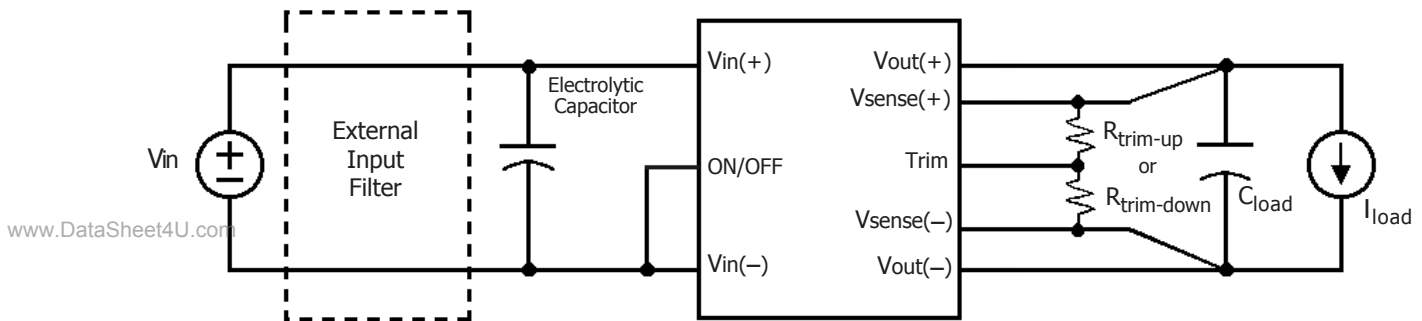 Vin(+)
Vout(+)
Electrolytic
Capacitor
Vsense(+)
External
Input
Filter
Rtrim-up
or
Rtrim-down
Vin
+
−
ON/OFF
Trim
Cload
Iload
www.DataSheet4U.com
Vsense(−)
Vin(−)
Vout(−)